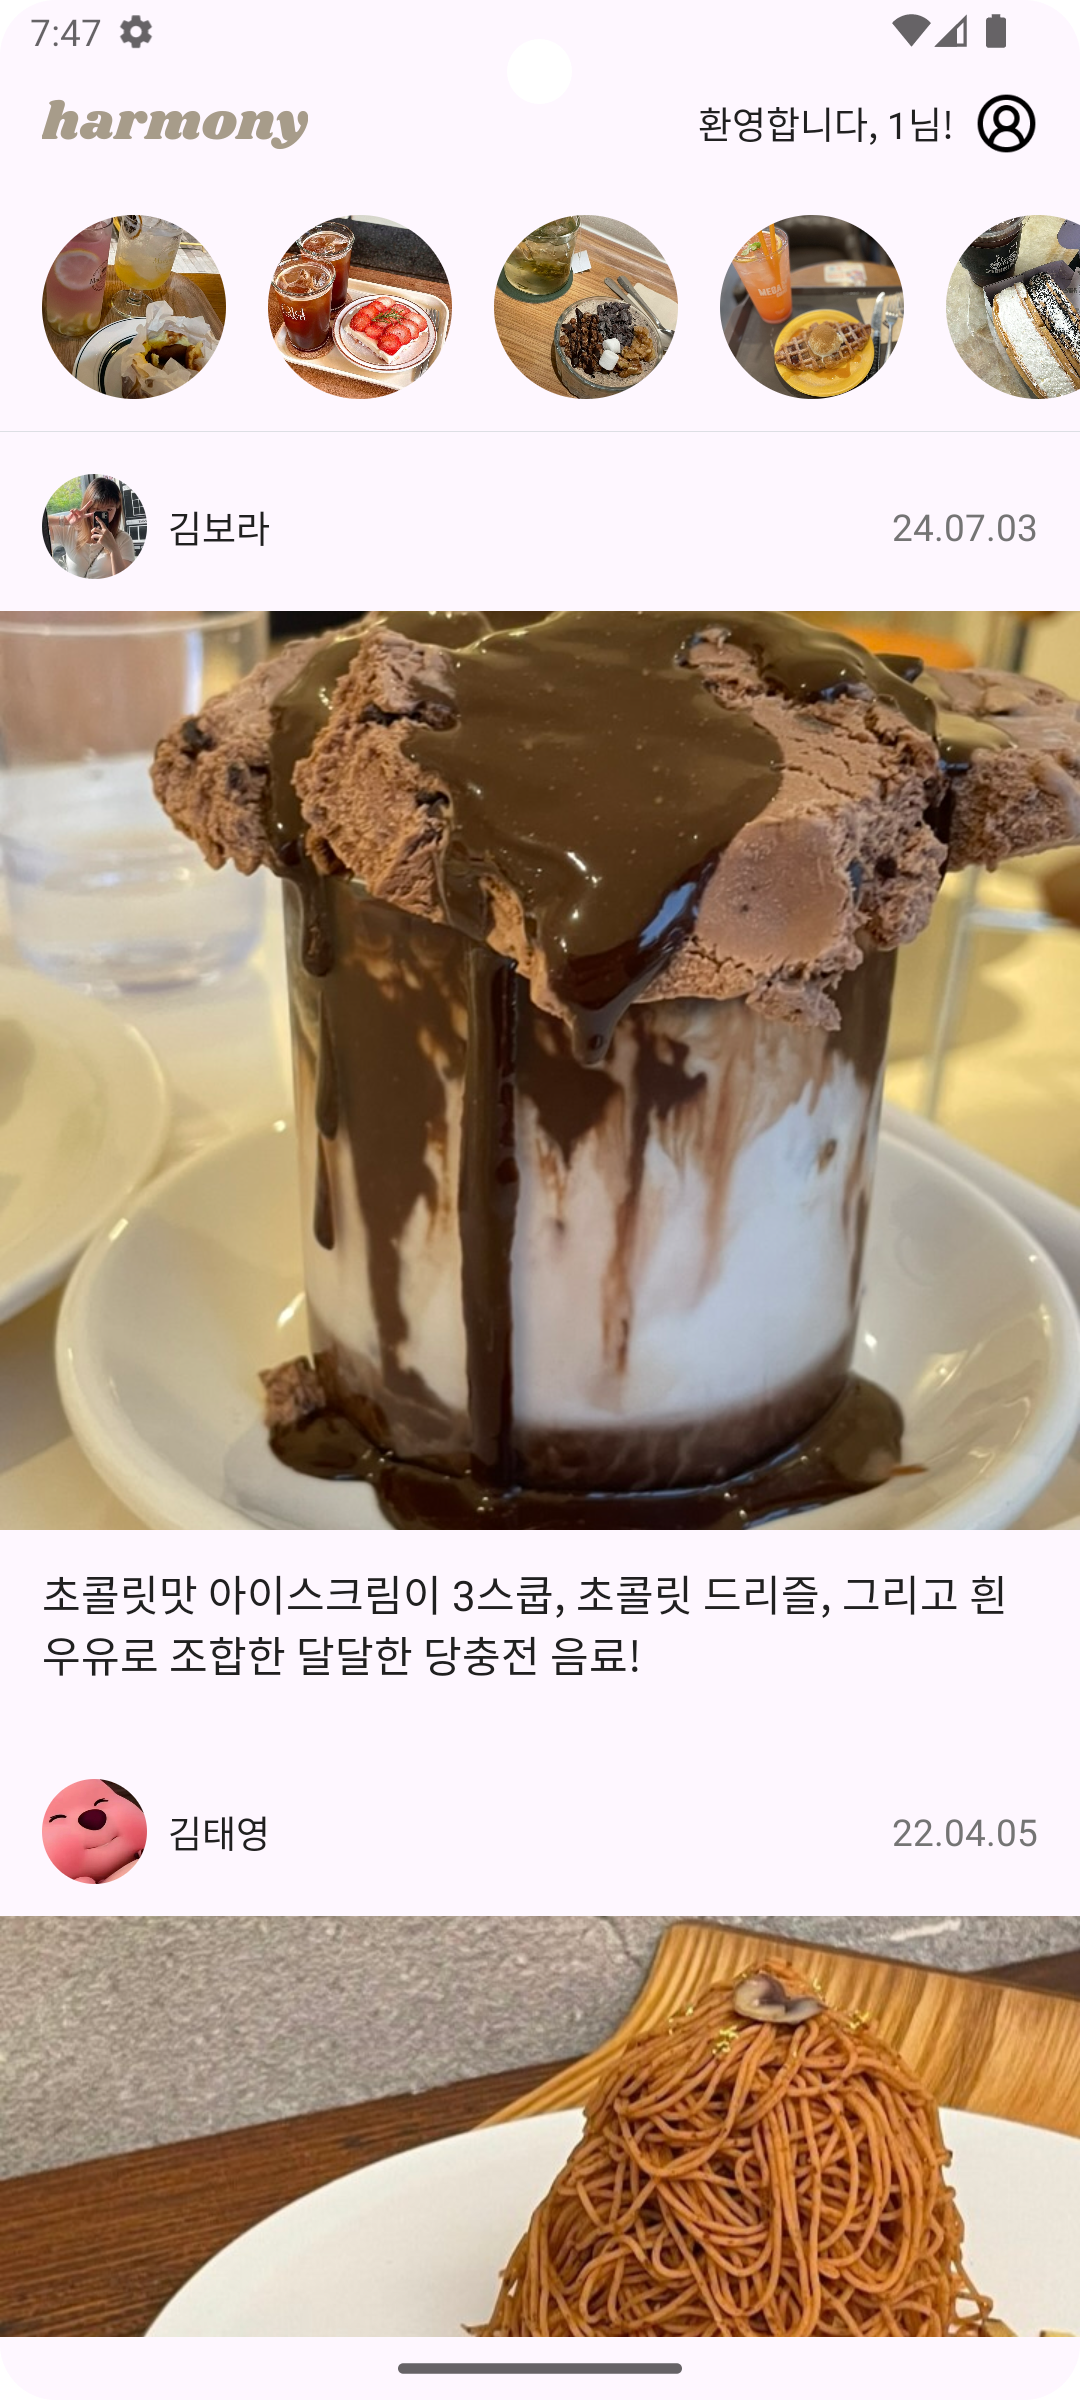 7:47
harmony
환영합니다, 1님!
김보라
24.07.03
초콜릿맛 아이스크림이 3스쿱, 초콜릿 드리즐, 그리고 흰
우유로 조합한 달달한 당충전 음료!
김태영
22.04.05